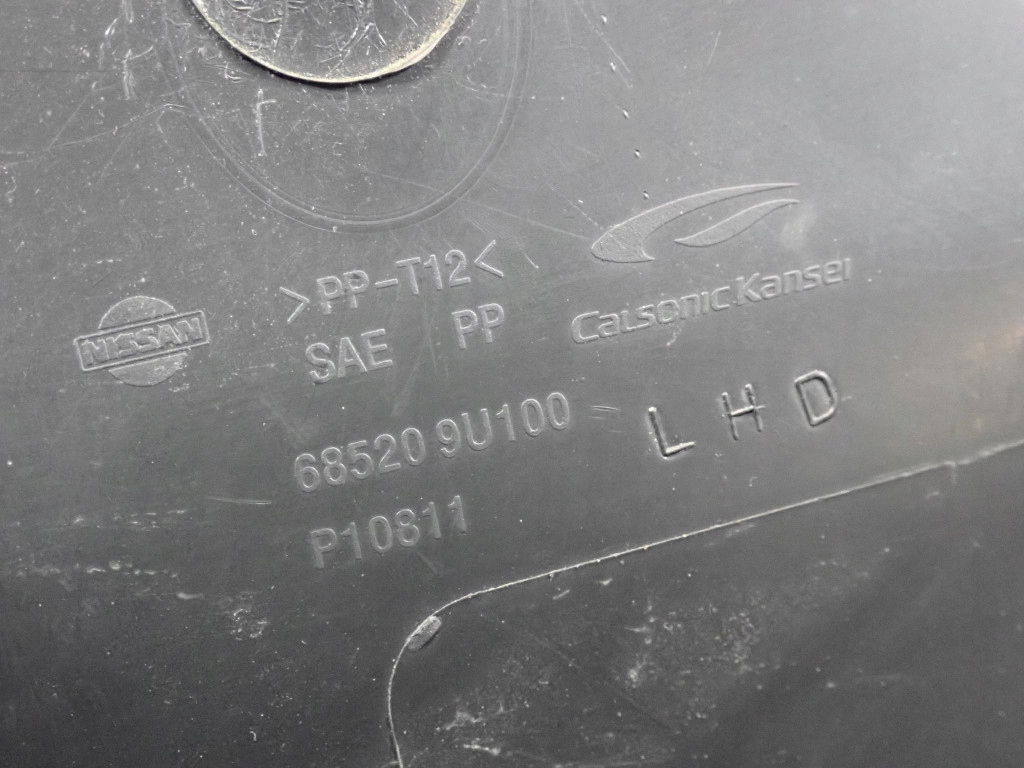 NISSAN
>PP-T12<
SAE PP
CaLsonicKansei
68520 9U100
L H D
P10811